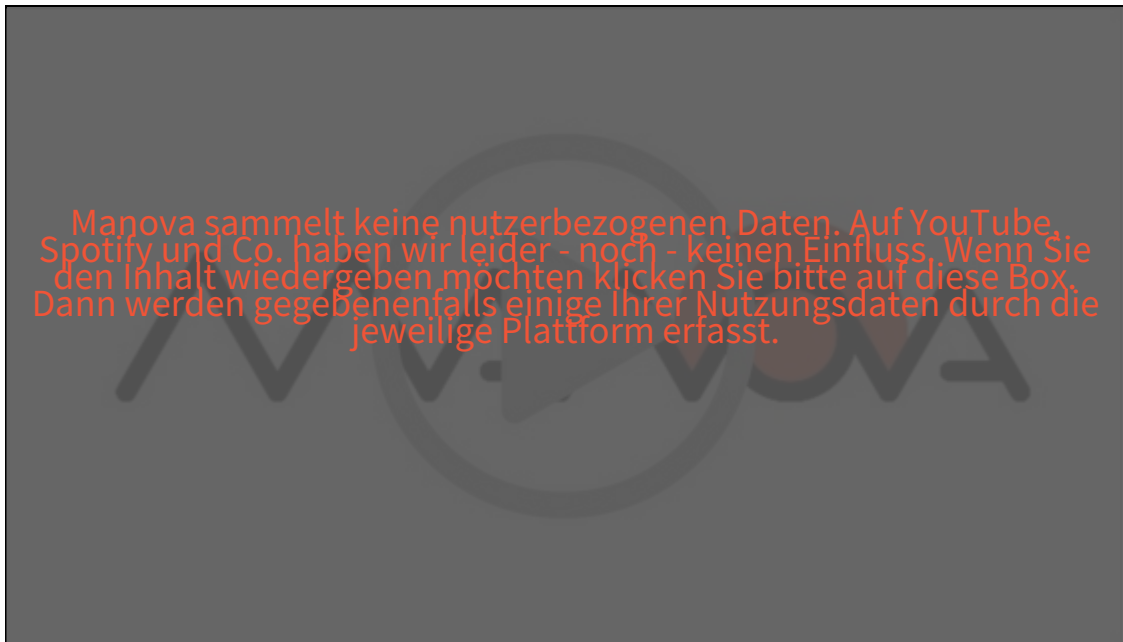 Manova sammelt keine nutzerbezogenen Daten. Auf YouTube,
Spotify und Co. haben wir leider - noch - keinen Einfluss. Wenn Sie
den Inhalt wiedergeben möchten klicken Sie bitte auf diese Box.
Dann werden gegebenenfalls einige Ihrer Nutzungsdaten durch die
jeweilige Plattform erfasst.
MANOVA